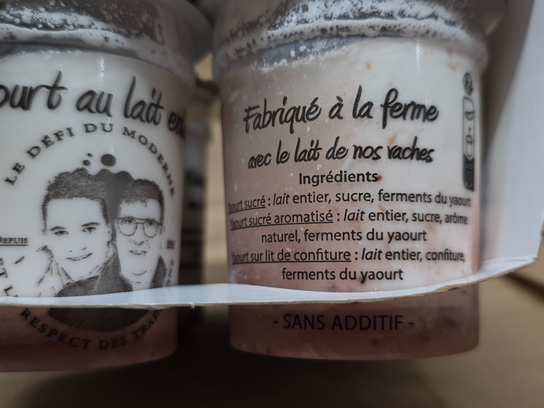 ourt au lait en
LE DÉFI DU MODERNE
DEPUIS
RESPECT DES TRAD
Fabriqué à la ferme
avec le lait de nos vaches
Ingrédients
Yaourt sucré : lait entier, sucre, ferments du yaourt
Yaourt sucré aromatisé : lait entier, sucre, arôme
naturel, ferments du yaourt
Yaourt sur lit de confiture : lait entier, confiture,
ferments du yaourt
- SANS ADDITIF -